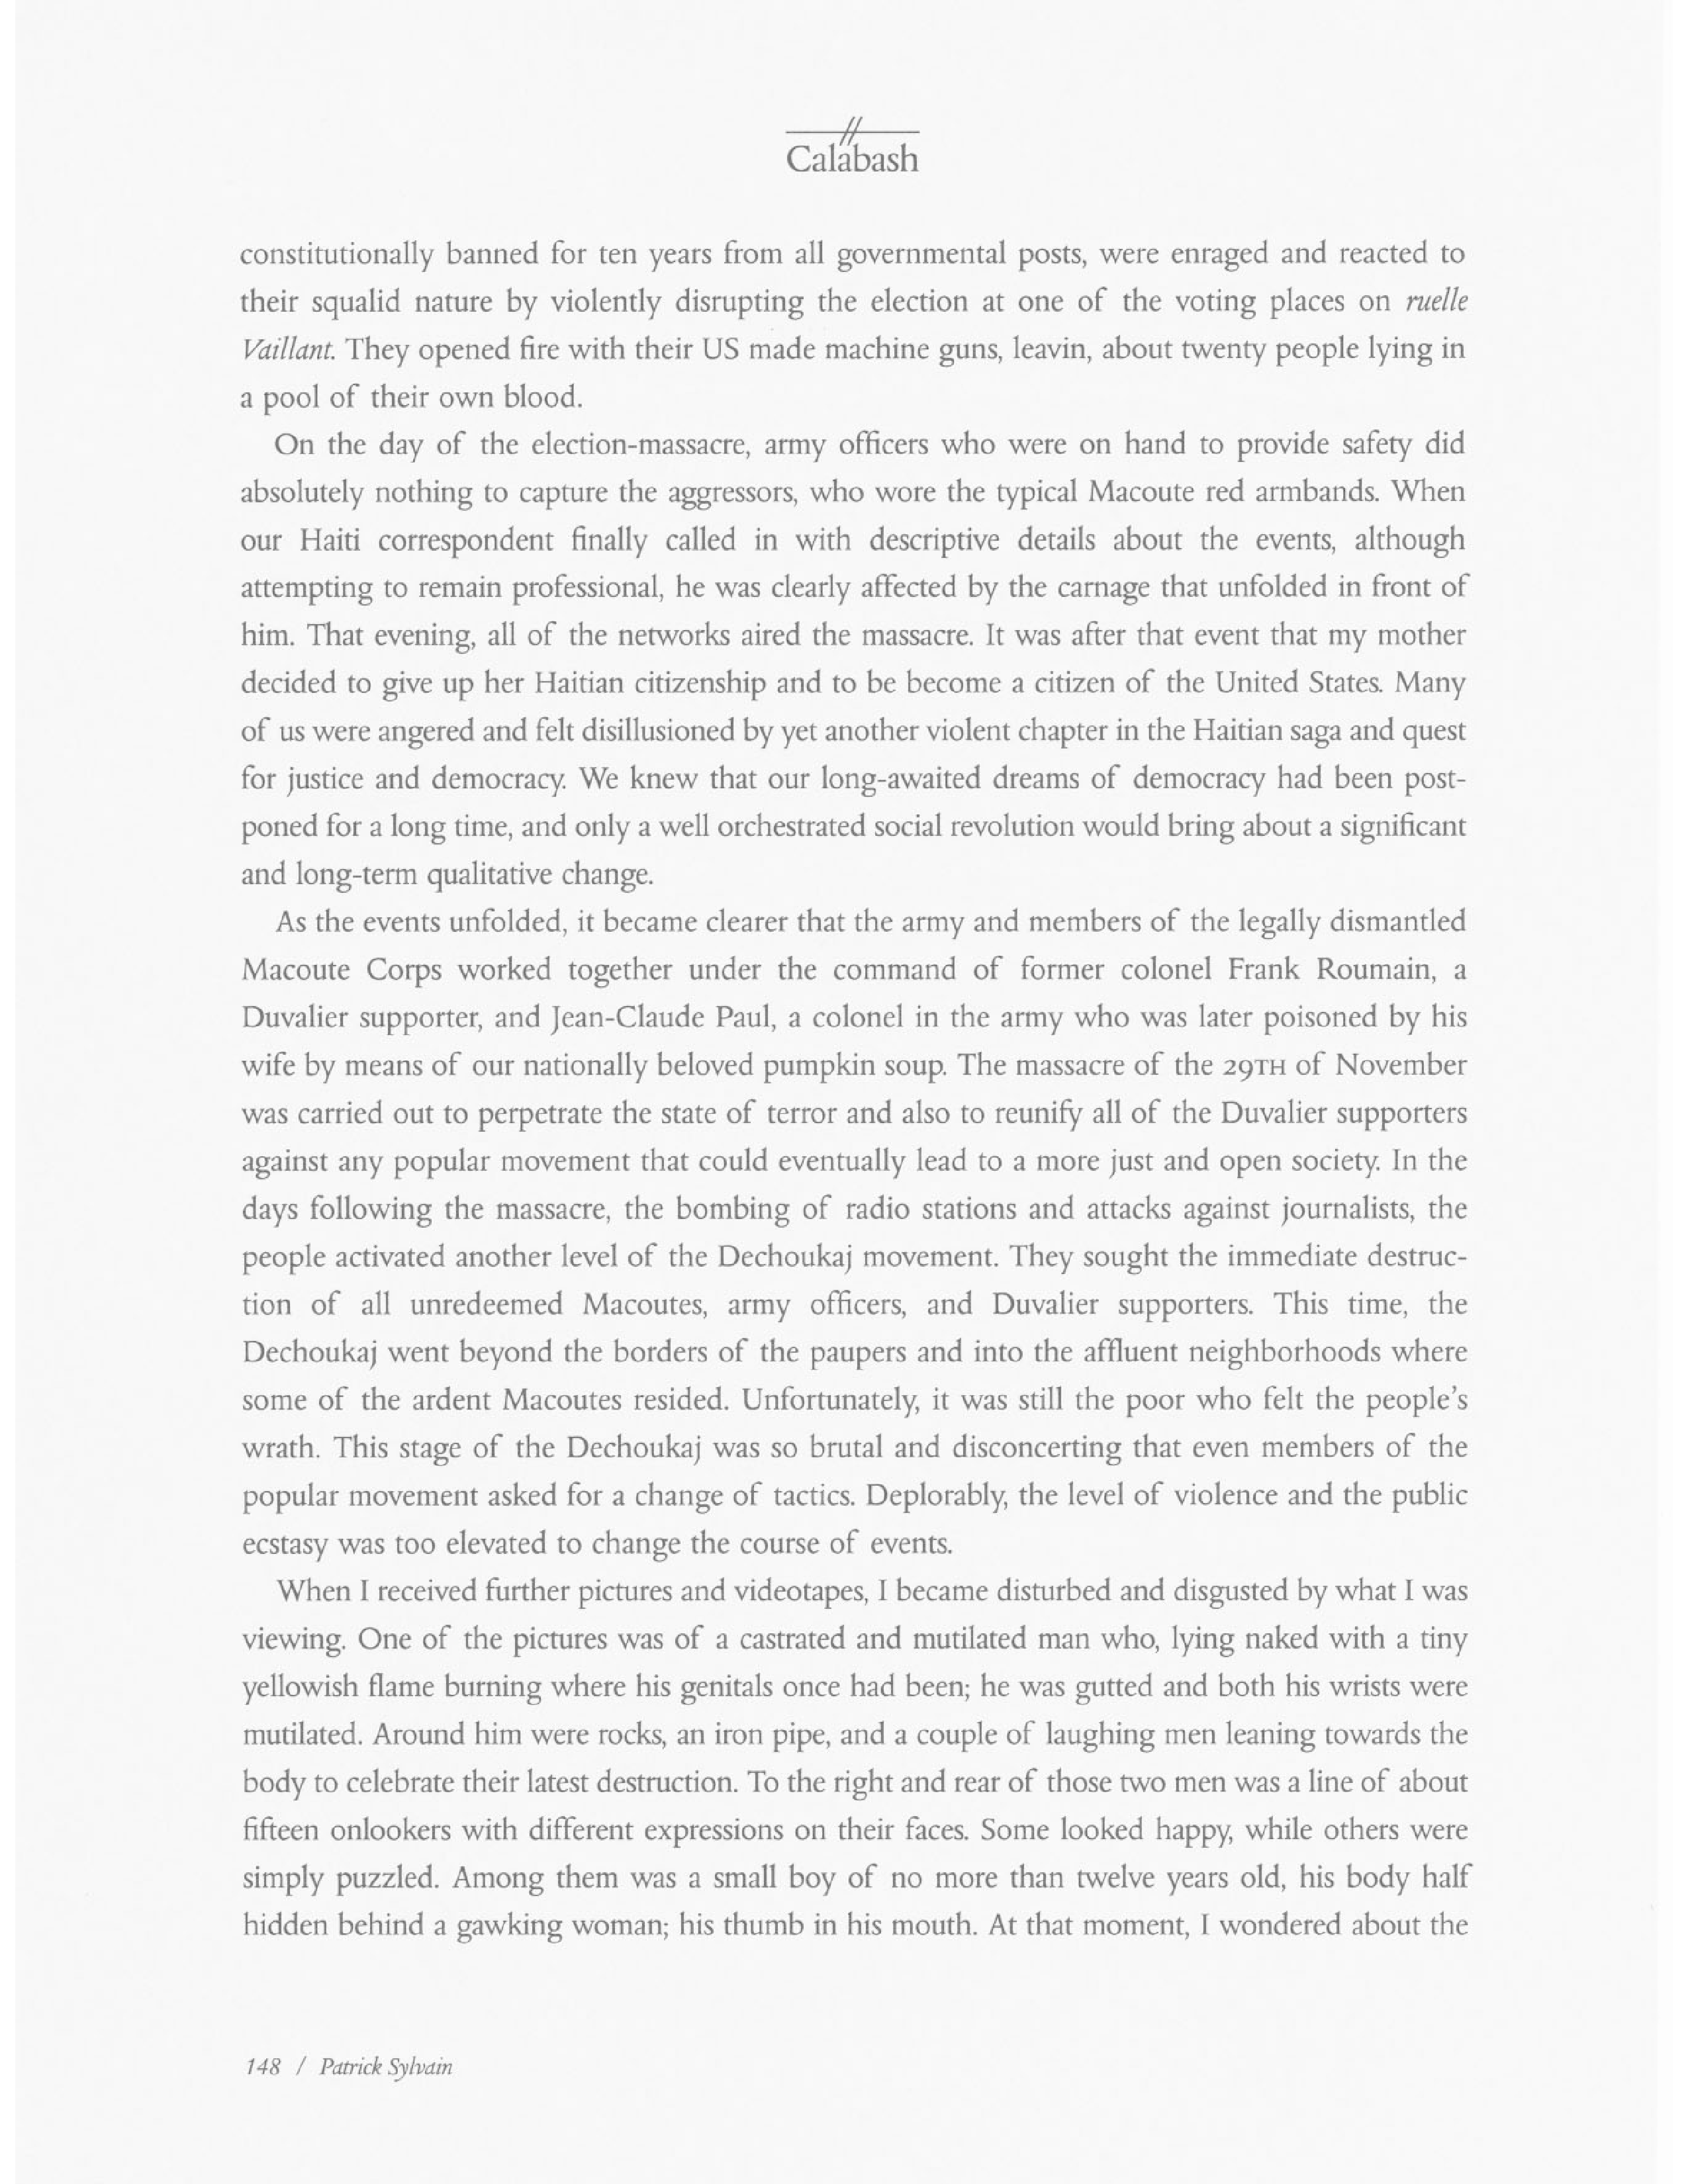 Calabash
constitutionally banned for ten years from all governmental posts, were enraged and reacted to
their squalid nature by violently disrupting the election at one of the voting places on ruelle
Vaillant. They opened fire with their US made machine guns, leavin, about twenty people lying in
a pool of their own blood.
On the day of the election-massacre, army officers who were on hand to provide safety did
absolutely nothing to capture the aggressors, who wore the typical Macoute red armbands. When
our Haiti correspondent finally called in with descriptive details about the events, although
attempting to remain professional, he was clearly affected by the carnage that unfolded in front of
him. That evening, all of the networks aired the massacre. It was after that event that my mother
decided to give up her Haitian citizenship and to be become a citizen of the United States. Many
of us were angered and felt disillusioned by yet another violent chapter in the Haitian saga and quest
for justice and democracy. We knew that our long-awaited dreams of democracy had been post-
poned for a long time, and only a well orchestrated social revolution would bring about a significant
and long-term qualitative change.
As the events unfolded, it became clearer that the army and members of the legally dismantled
Macoute Corps worked together under the command of former colonel Frank Roumain, a
Duvalier supporter, and Jean-Claude Paul, a colonel in the army who was later poisoned by his
wife by means of our nationally beloved pumpkin soup. The massacre of the 29TH of November
was carried out to perpetrate the state of terror and also to reunify all of the Duvalier supporters
against any popular movement that could eventually lead to a more just and open society. In the
days following the massacre, the bombing of radio stations and attacks against journalists, the
people activated another level of the Dechoukaj movement. They sought the immediate destruc-
tion of all unredeemed Macoutes, army officers, and Duvalier supporters. This time, the
Dechoukaj went beyond the borders of the paupers and into the affluent neighborhoods where
some of the ardent Macoutes resided. Unfortunately, it was still the poor who felt the people's
wrath. This stage of the Dechoukaj was so brutal and disconcerting that even members of the
popular movement asked for a change of tactics. Deplorably, the level of violence and the public
ecstasy was too elevated to change the course of events.
When I received further pictures and videotapes, I became disturbed and disgusted by what I was
viewing. One of the pictures was of a castrated and mutilated man who, lying naked with a tiny
yellowish flame burning where his genitals once had been; he was gutted and both his wrists were
mutilated. Around him were rocks, an iron pipe, and a couple of laughing men leaning towards the
body to celebrate their latest destruction. To the right and rear of those two men was a line of about
fifteen onlookers with different expressions on their faces. Some looked happy, while others were
simply puzzled. Among them was a small boy of no more than twelve years old, his body half
hidden behind a gawking woman; his thumb in his mouth. At that moment, I wondered about the
148 / Patrick Sylvain